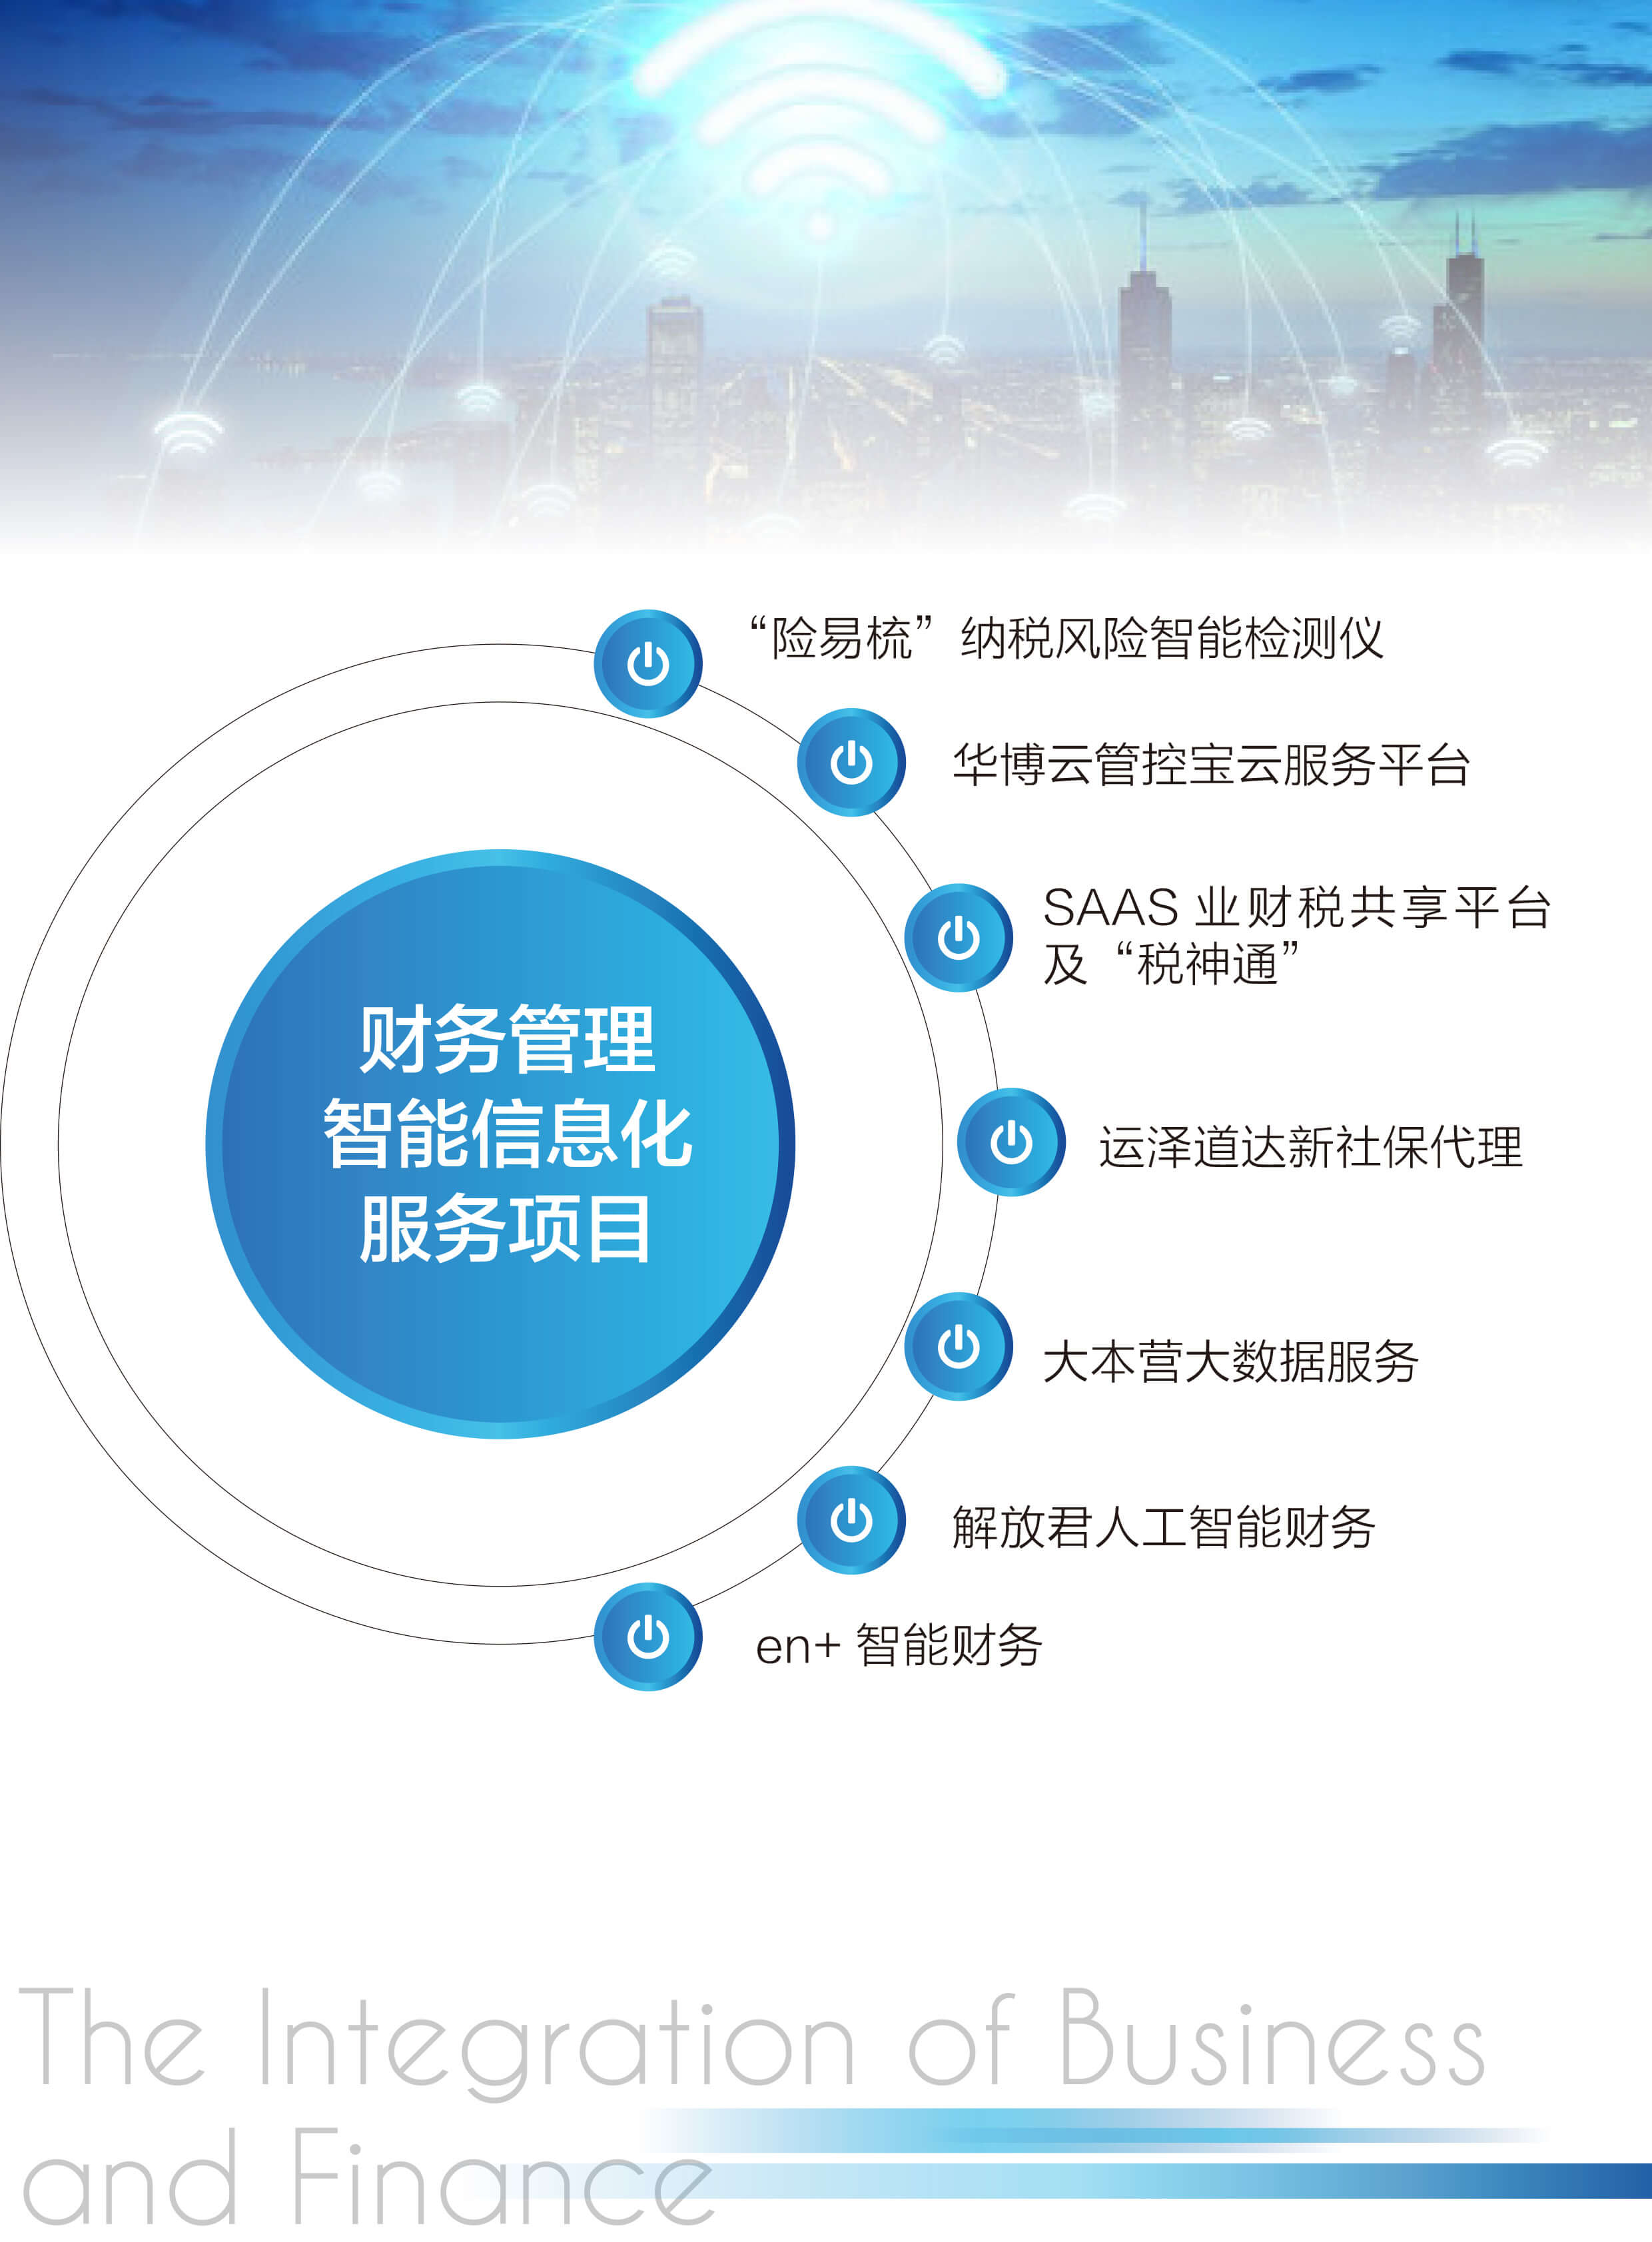 “险易梳”纳税风险智能检测仪
华博云管控宝云服务平台
SAAS 业财税共享平台
及“税神通”
财务管理
智能信息化
服务项目
运泽道达新社保代理
大本营大数据服务
解放君人工智能财务
en+ 智能财务
The Integration of Business
and Finance